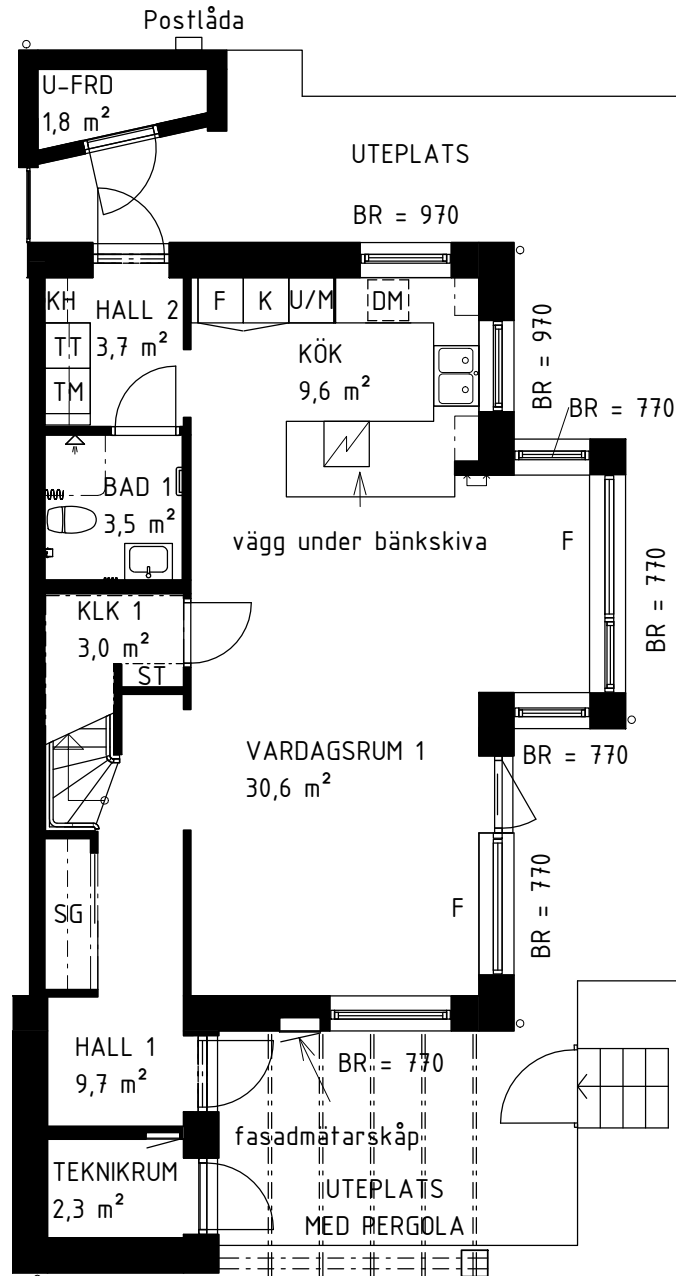 Postlåda
U-FRD
1,8 m²
UTEPLATS
BR = 970
KH
HALL 2
3,7 m²
F
K
U/M
DM
TT
TM
KÖK
9,6 m²
BR = 970
BR = 770
BAD 1
3,5 m²
vägg under bänkskiva
F
BR = 770
KLK 1
3,0 m²
ST
VARDAGSRUM 1
30,6 m²
BR = 770
SG
F
BR = 770
HALL 1
9,7 m²
BR = 770
fasadmätarskåp
TEKNIKRUM
2,3 m²
UTEPLATS
MED PERGOLA